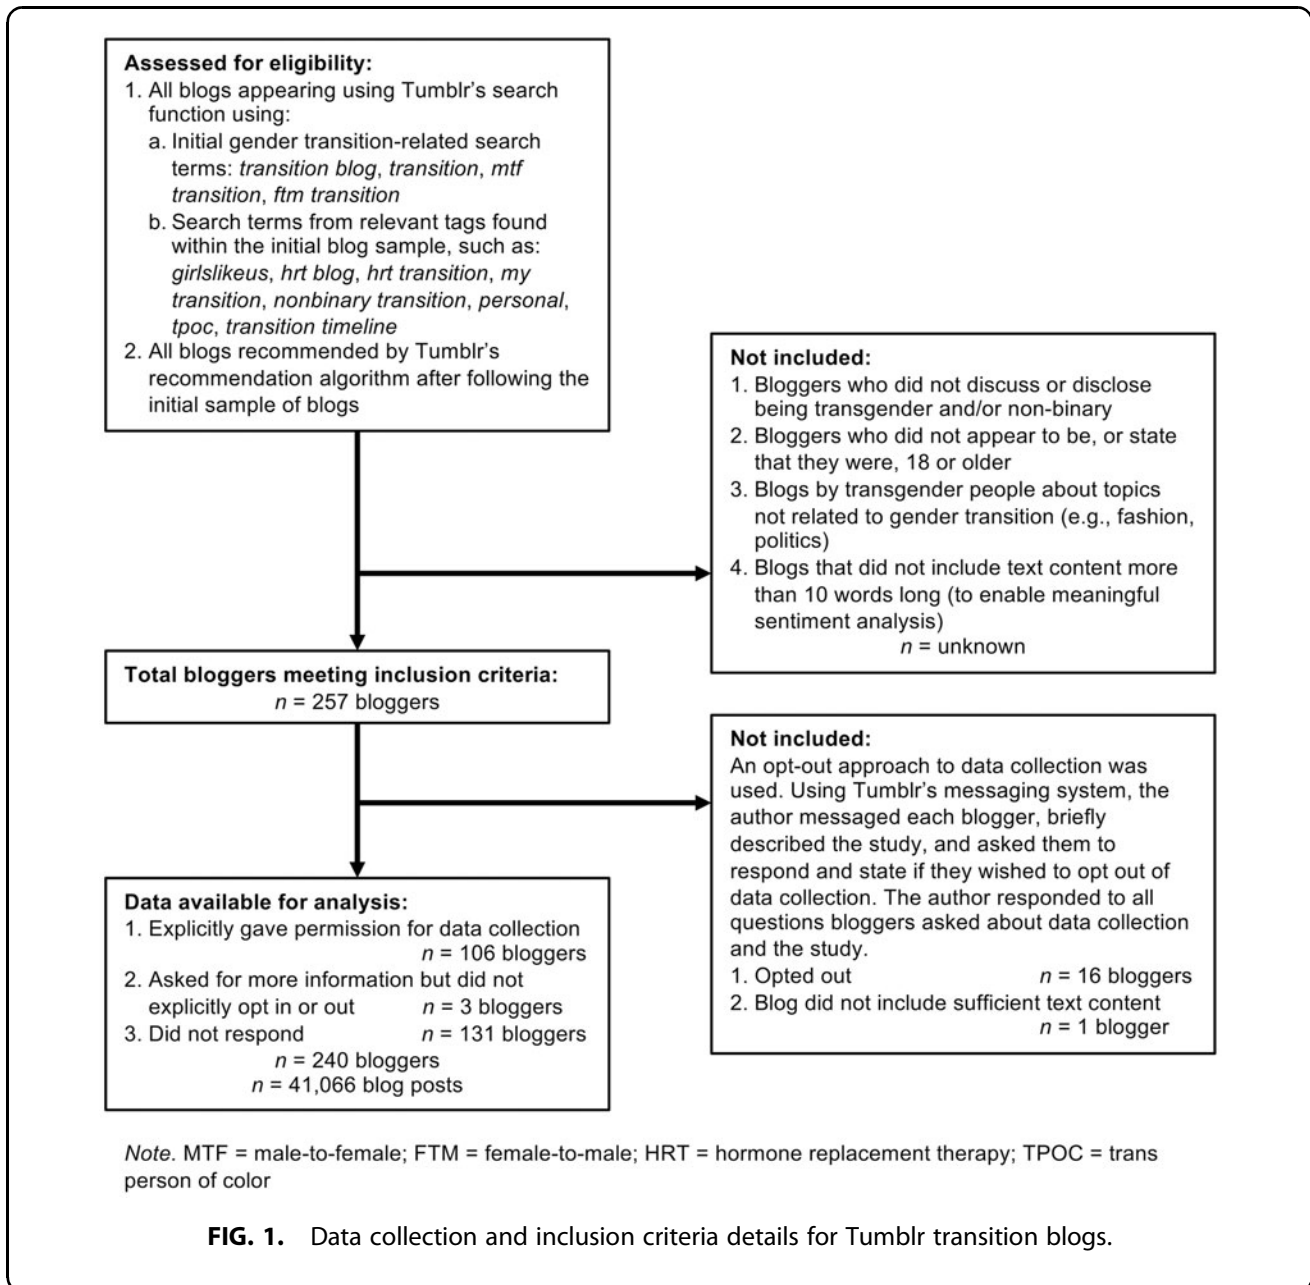 Assessed for eligibility:
1. All blogs appearing using Tumblr's search
function using:
a. Initial gender transition-related search
terms: transition blog, transition, mtf
transition, ftm transition
b. Search terms from relevant tags found
within the initial blog sample, such as:
girlslikeus, hrt blog, hrt transition, my
transition, nonbinary transition, personal,
tpoc, transition timeline
2. All blogs recommended by Tumblr's
recommendation algorithm after following the
initial sample of blogs
Not included:
1. Bloggers who did not discuss or disclose
being transgender and/or non-binary
2. Bloggers who did not appear to be, or state
that they were, 18 or older
3. Blogs by transgender people about topics
not related to gender transition (e.g., fashion,
politics)
4. Blogs that did not include text content more
than 10 words long (to enable meaningful
sentiment analysis)
n = unknown
Total bloggers meeting inclusion criteria:
n = 257 bloggers
Not included:
An opt-out approach to data collection was
used. Using Tumblr's messaging system, the
author messaged each blogger, briefly
described the study, and asked them to
respond and state if they wished to opt out of
data collection. The author responded to all
questions bloggers asked about data collection
and the study.
1. Opted out n = 16 bloggers
2. Blog did not include sufficient text content
n = 1 blogger
Data available for analysis:
1. Explicitly gave permission for data collection
n = 106 bloggers
2. Asked for more information but did not
explicitly opt in or out n = 3 bloggers
3. Did not respond n = 131 bloggers
n = 240 bloggers
n = 41,066 blog posts
Note. MTF = male-to-female; FTM = female-to-male; HRT = hormone replacement therapy; TPOC = trans
person of color
FIG. 1. Data collection and inclusion criteria details for Tumblr transition blogs.